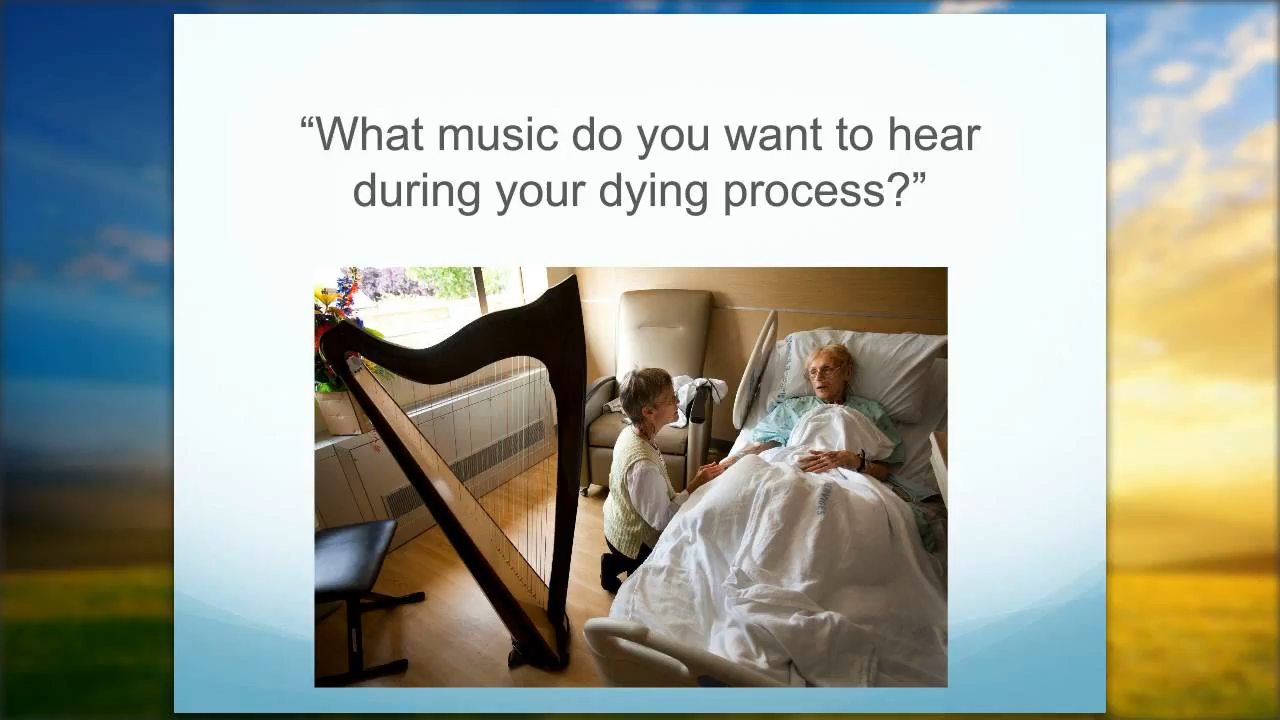 “What music do you want to hear
during your dying process?”